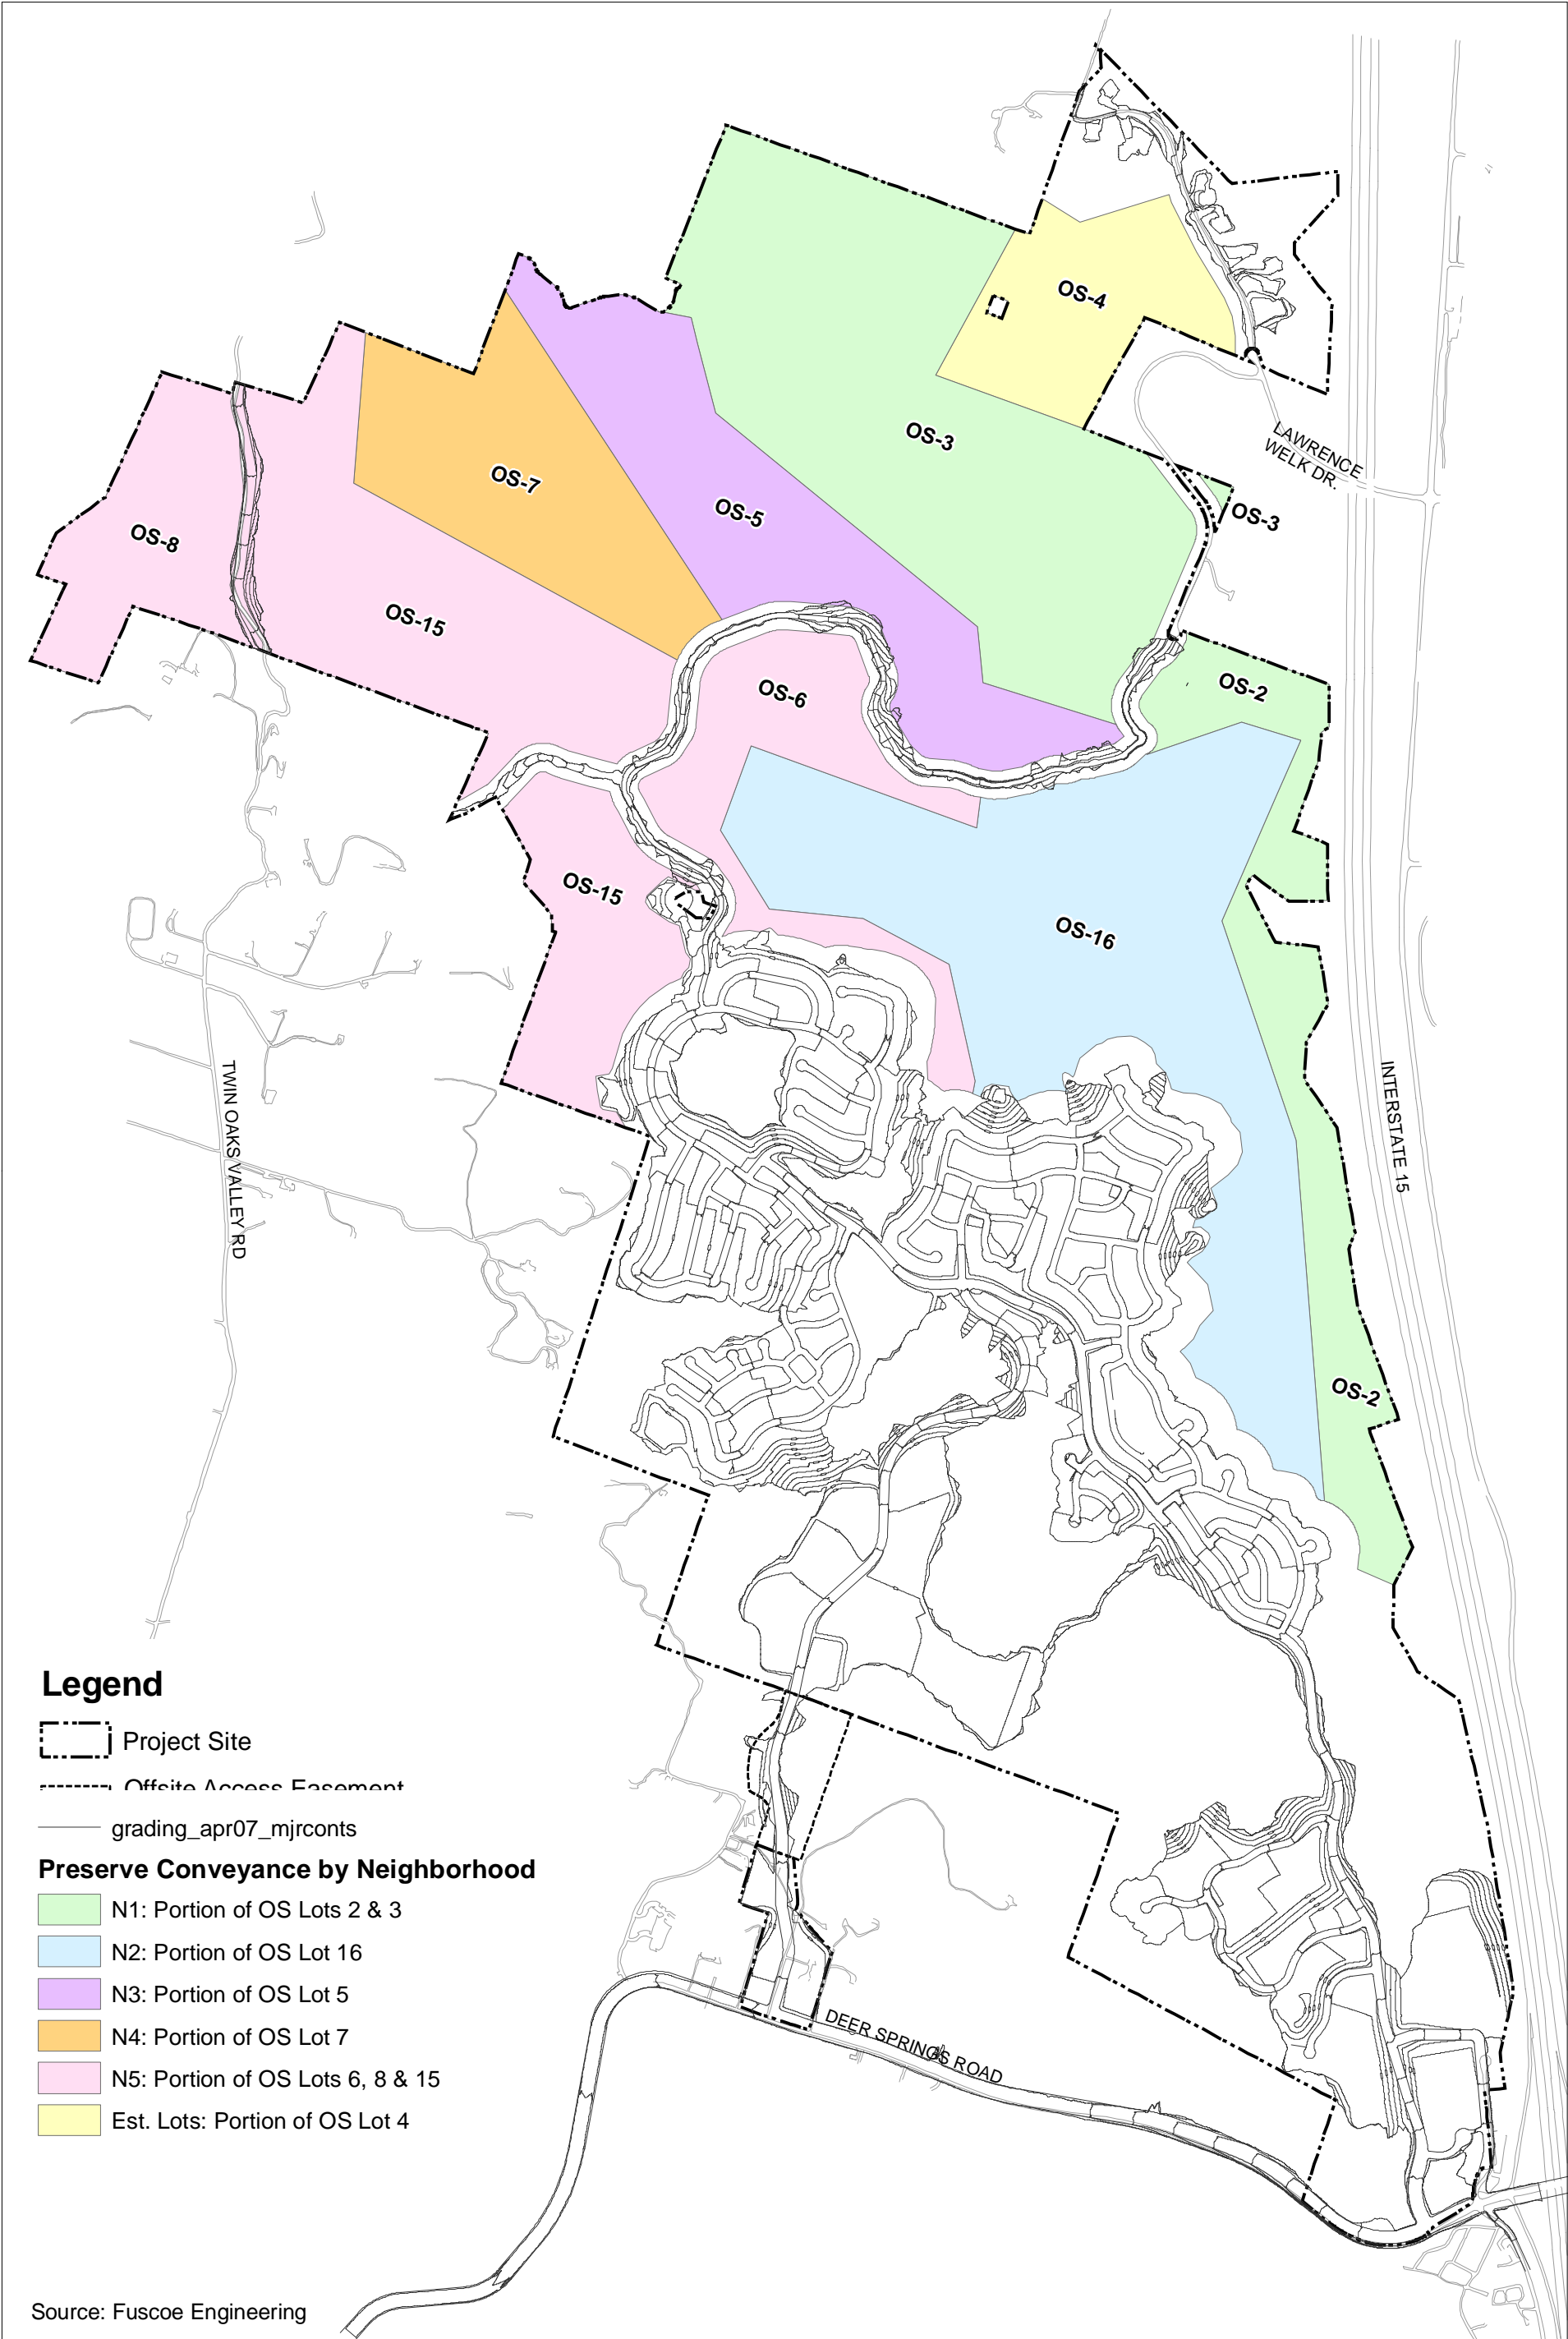 OS-4
OS-3
LAWRENCE
WELK DR.
OS-7
OS-5
OS-3
OS-8
OS-15
OS-2
OS-6
OS-15
OS-16
TWIN OAKS VALLEY RD
INTERSTATE 15
OS-2
Legend
Project Site
Offsite Access Easement
grading_apr07_mjrconts
Preserve Conveyance by Neighborhood
N1: Portion of OS Lots 2 & 3
N2: Portion of OS Lot 16
N3: Portion of OS Lot 5
N4: Portion of OS Lot 7
N5: Portion of OS Lots 6, 8 & 15
Est. Lots: Portion of OS Lot 4
DEER SPRINGS ROAD
Source: Fuscoe Engineering